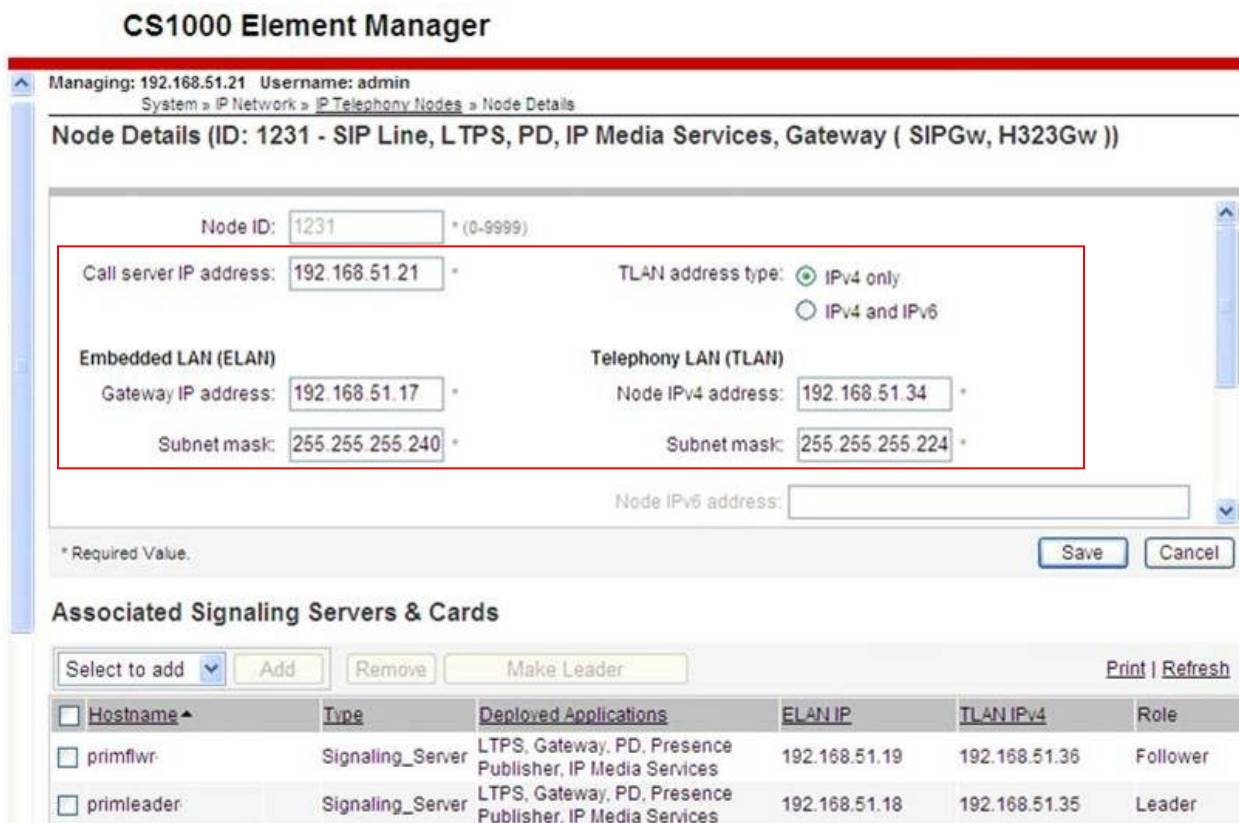 CS1000 Element Manager
Managing: 192.168.51.21 Username: admin
System » IP Network » IP Telephony Nodes » Node Details
Node Details (ID: 1231 - SIP Line, LTPS, PD, IP Media Services, Gateway ( SIPGw, H323Gw ))
Node ID: 1231 * (0-9999)
Call server IP address: 192.168.51.21 * TLAN address type: IPv4 only
IPv4 and IPv6
Embedded LAN (ELAN) Telephony LAN (TLAN)
Gateway IP address: 192.168.51.17 * Node IPv4 address: 192.168.51.34 *
Subnet mask: 255.255.255.240 * Subnet mask: 255.255.255.224 *
Node IPv6 address:
* Required Value. Save Cancel
Associated Signaling Servers & Cards
Select to add Add Remove Make Leader Print | Refresh
Hostname Type Deployed Applications ELAN IP TLAN IPv4 Role
primflwr Signaling_Server LTPS, Gateway, PD, Presence Publisher, IP Media Services 192.168.51.19 192.168.51.36 Follower
primleader Signaling_Server LTPS, Gateway, PD, Presence Publisher, IP Media Services 192.168.51.18 192.168.51.35 Leader